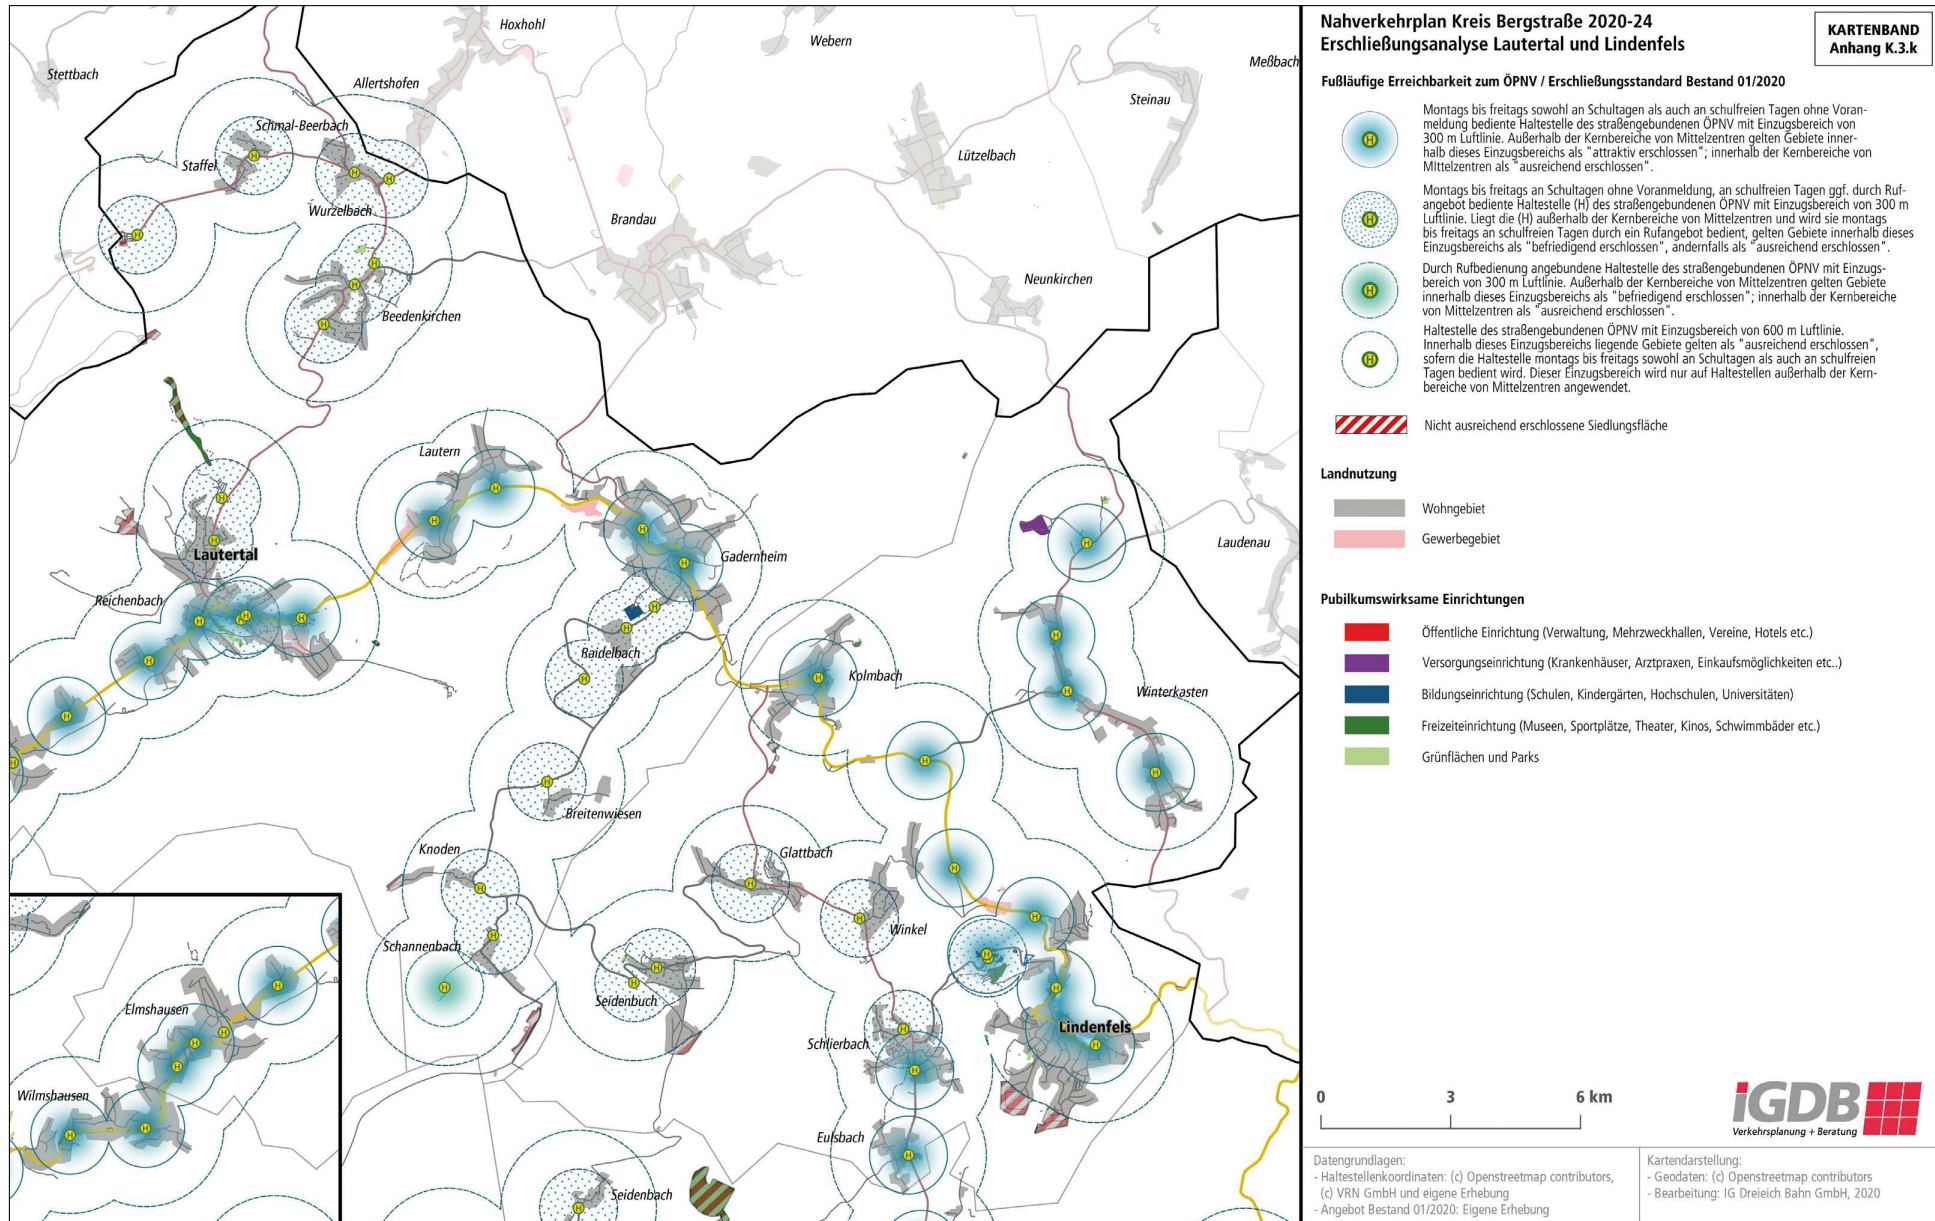 Nahverkehrplan Kreis Bergstraße 2020-24
Erschließungsanalyse Lautertal und Lindenfels
KARTENBAND
Anhang K.3.k
Fußläufige Erreichbarkeit zum ÖPNV / Erschließungsstandard Bestand 01/2020
Montags bis freitags sowohl an Schultagen als auch an schulfreien Tagen ohne Voran-
meldung bediente Haltestelle des straßengebundenen ÖPNV mit Einzugsbereich von
300 m Luftlinie. Außerhalb der Kernbereiche von Mittelzentren gelten Gebiete inner-
halb dieses Einzugsbereichs als "attraktiv erschlossen"; innerhalb der Kernbereiche von
MIttelzentren als "ausreichend erschlossen".
Montags bis freitags an Schultagen ohne Voranmeldung, an schulfreien Tagen ggf. durch Ruf-
angebot bediente Haltestelle (H) des straßengebundenen ÖPNV mit Einzugsbereich von 300 m
Luftlinie. Liegt die (H) außerhalb der Kernbereiche von Mittelzentren und wird sie montags
bis freitags an schulfreien Tagen durch ein Rufangebot bedient, gelten Gebiete innerhalb dieses
Einzugsbereichs als "befriedigend erschlossen", andernfalls als "ausreichend erschlossen".
Durch Rufbedienung angebundene Haltestelle des straßengebundenen ÖPNV mit Einzugs-
bereich von 300 m Luftlinie. Außerhalb der Kernbereiche von Mittelzentren gelten Gebiete
innerhalb dieses Einzugsbereichs als "befriedigend erschlossen"; innerhalb der Kernbereiche
von Mittelzentren als "ausreichend erschlossen".
Haltestelle des straßengebundenen ÖPNV mit Einzugsbereich von 600 m Luftlinie.
Innerhalb dieses Einzugsbereichs liegende Gebiete gelten als "ausreichend erschlossen",
sofern die Haltestelle montags bis freitags sowohl an Schultagen als auch an schulfreien
Tagen bedient wird. Dieser Einzugsbereich wird nur auf Haltestellen außerhalb der Kern-
bereiche von Mittelzentren angewendet.
Nicht ausreichend erschlossene Siedlungsfläche
Landnutzung
Wohngebiet
Gewerbegebiet
Pubilkumswirksame Einrichtungen
Öffentliche Einrichtung (Verwaltung, Mehrzweckhallen, Vereine, Hotels etc.)
Versorgungseinrichtung (Krankenhäuser, Arztpraxen, Einkaufsmöglichkeiten etc..)
Bildungseinrichtung (Schulen, Kindergärten, Hochschulen, Universitäten)
Freizeiteinrichtung (Museen, Sportplätze, Theater, Kinos, Schwimmbäder etc.)
Grünflächen und Parks
0 3 6 km
iGDB
Verkehrsplanung + Beratung
Datengrundlagen:
- Haltestellenkoordinaten: (c) Openstreetmap contributors,
(c) VRN GmbH und eigene Erhebung
- Angebot Bestand 01/2020: Eigene Erhebung
Kartendarstellung:
- Geodaten: (c) Openstreetmap contributors
- Bearbeitung: IG Dreieich Bahn GmbH, 2020
Hoxhohl
Webern
Meßbach
Stettbach
Allertshofen
Steinau
Schmal-Beerbach
Lützelbach
Staffel
Wurzelbach
Brandau
Neunkirchen
Beedenkirchen
Lautern
Laudenau
Lautertal
Gadernheim
Reichenbach
Raidelbach
Kolmbach
Winterkasten
Breitenwiesen
Knoden
Glattbach
Winkel
Schannenbach
Seidenbuch
Elmshausen
Lindenfels
Schlierbach
Wilmshausen
Eulsbach
Seidenbach